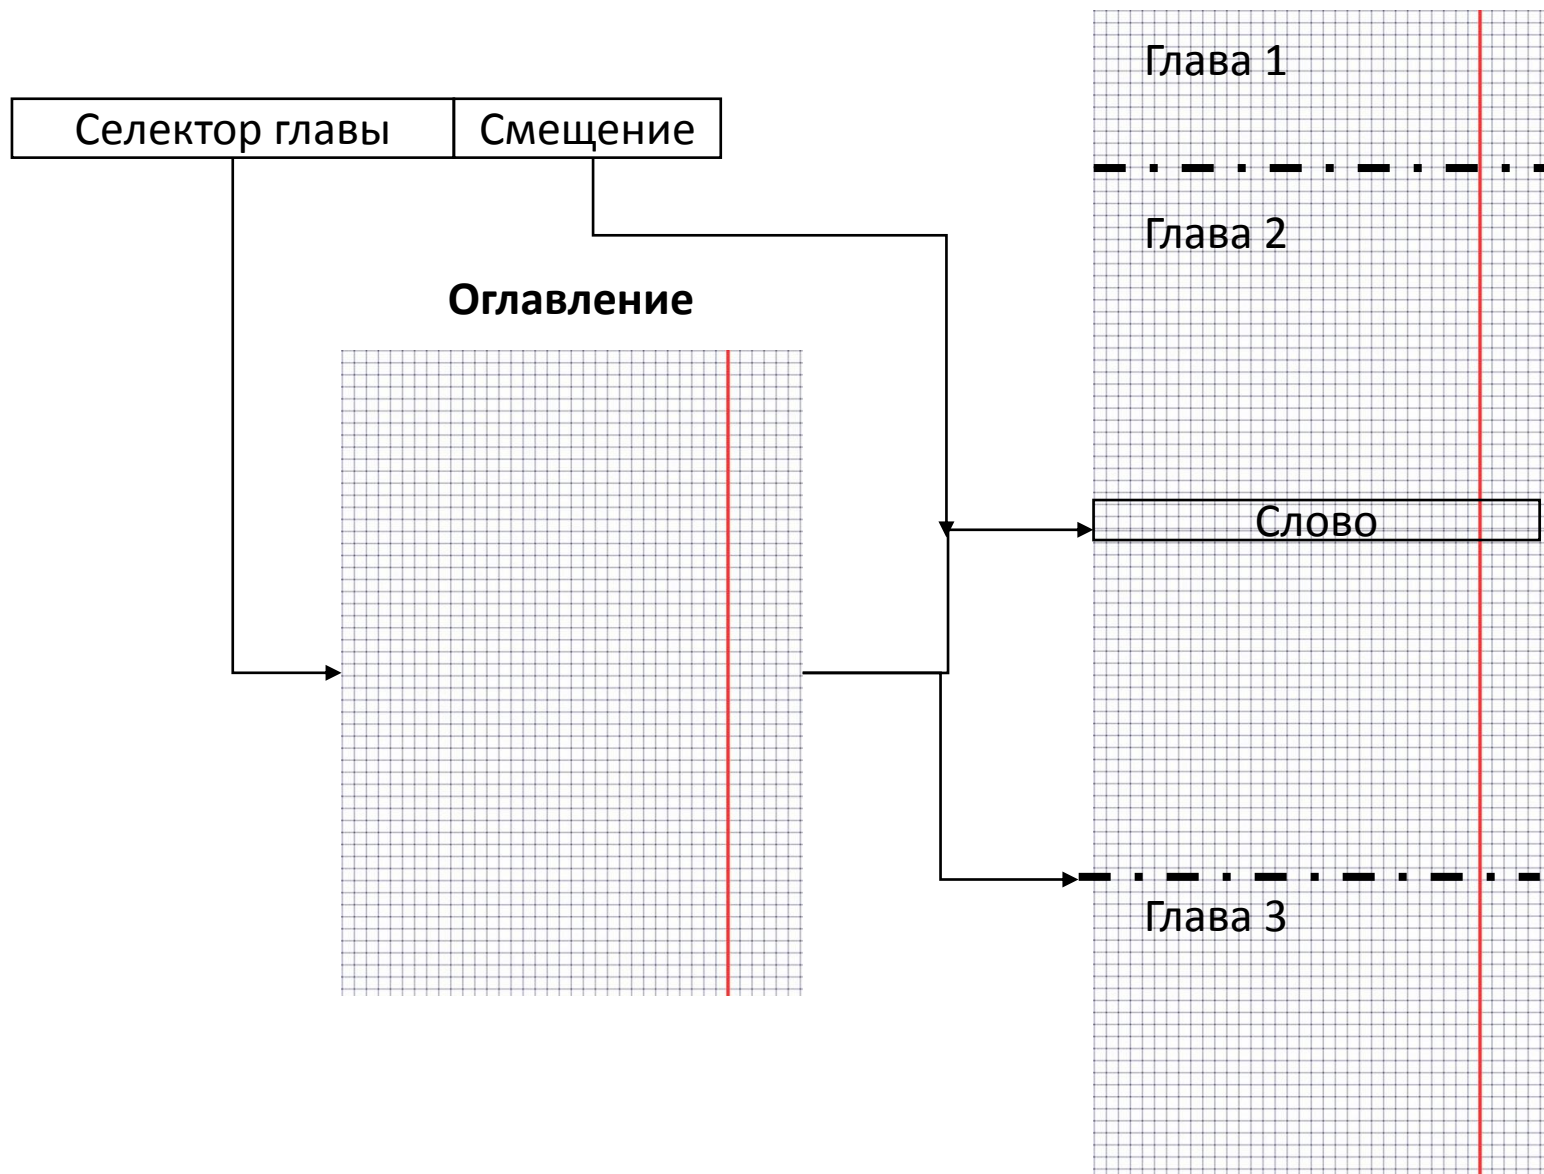 Глава 1
Селектор главы
Смещение
Глава 2
Оглавление
Слово
Глава 3